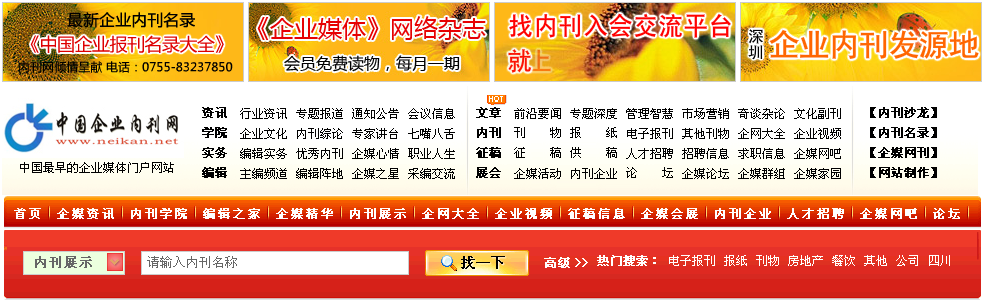 最新企业内刊名录
《中国企业报刊名录大全》
内刊网倾情呈献 电话：0755-83237850
《企业媒体》网络杂志
会员免费读物，每月一期
找内刊入会交流平台
就上
深圳 企业内刊发源地
中国企业内刊网
www.neikan.net
中国最早的企业媒体门户网站
HOT
资讯 行业资讯 专题报道 通知公告 会议信息 文章 前沿要闻 专题深度 管理智慧 市场营销 奇谈杂论 文化副刊 【内刊沙龙】
学院 企业文化 内刊综论 专家讲台 七嘴八舌 内刊 刊 物 报 纸 电子报刊 其他刊物 企网大全 企业视频 【内刊名录】
实务 编辑实务 优秀内刊 企媒心情 职业人生 征稿 征 稿 供 稿 人才招聘 招聘信息 求职信息 企媒网吧 【企媒网刊】
编辑 主编频道 编辑阵地 企媒之星 采编交流 展会 企媒活动 内刊企业 论 坛 企媒论坛 企媒群组 企媒家园 【网站制作】
首页 企媒资讯 内刊学院 编辑之家 企媒精华 内刊展示 企网大全 企业视频 征稿信息 企媒会展 内刊企业 人才招聘 企媒网吧 论坛
内刊展示 请输入内刊名称 找一下 高级 >> 热门搜索： 电子报刊 报纸 刊物 房地产 餐饮 其他 公司 四川